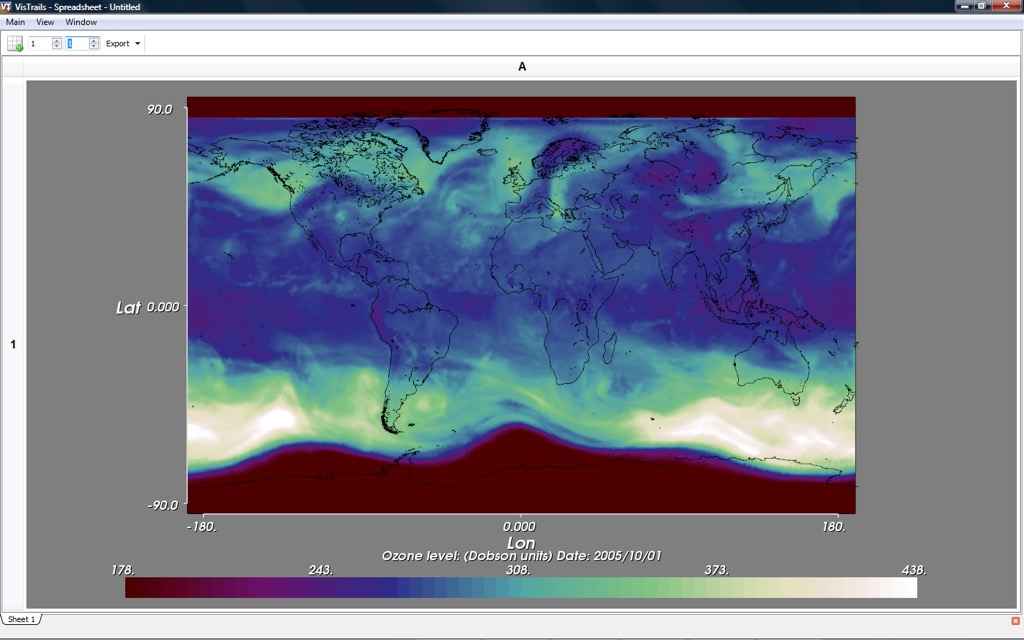 VT VisTrails - Spreadsheet - Untitled
Main View Window
1 1 Export
A
1
90.0
Lat 0.000
-90.0
-180. 0.000 180.
Lon
Ozone level: (Dobson units) Date: 2005/10/01
178. 243. 308. 373. 438.
Sheet 1